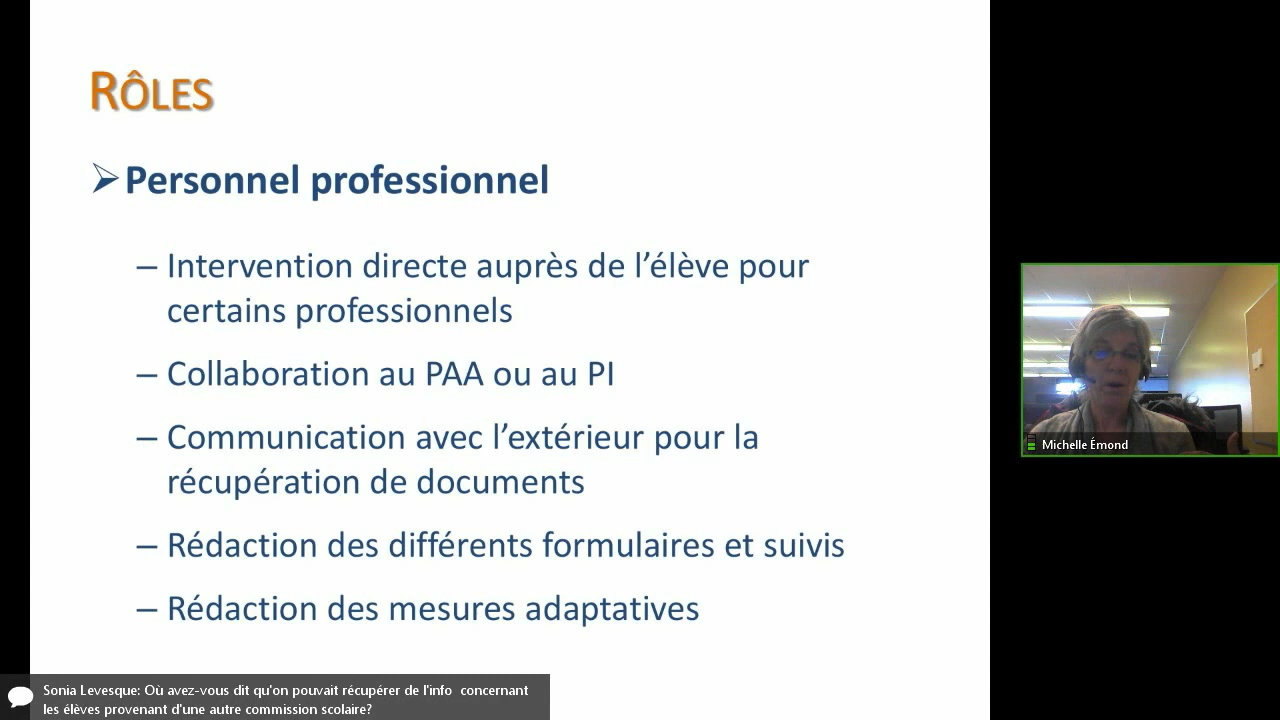 RÔLES
➢ Personnel professionnel
– Intervention directe auprès de l’élève pour
certains professionnels
– Collaboration au PAA ou au PI
– Communication avec l’extérieur pour la
récupération de documents
– Rédaction des différents formulaires et suivis
– Rédaction des mesures adaptatives
Michelle Émond
Sonia Levesque: Où avez-vous dit qu'on pouvait récupérer de l'info concernant
les élèves provenant d'une autre commission scolaire?